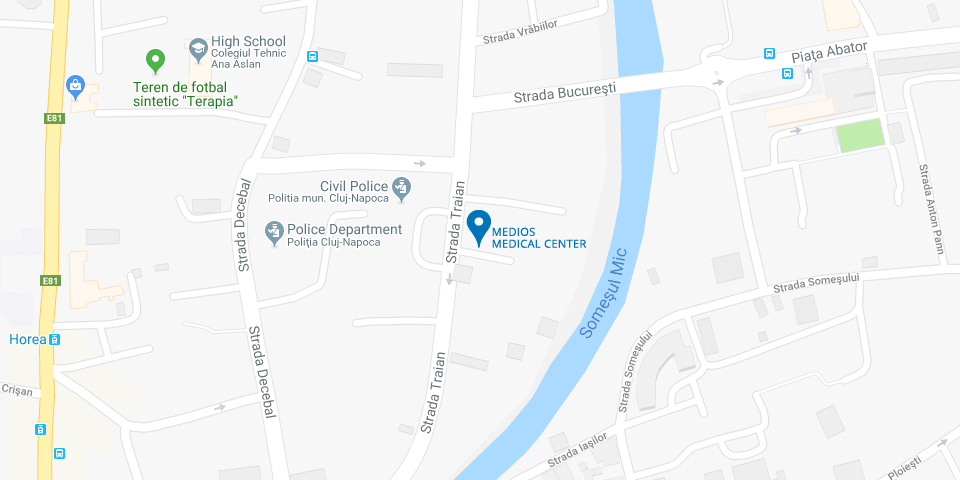 Strada Vrăbiilor
High School
Colegiul Tehnic
Ana Aslan
Piața Abator
Teren de fotbal
sintetic "Terapia"
Strada București
E81
Strada Decebal
Civil Police
Politia mun. Cluj-Napoca
Strada Traian
Strada Anton Pann
Police Department
Poliția Cluj-Napoca
MEDIOS
MEDICAL CENTER
Someșul Mic
E81
Strada Someșului
Horea
Strada Decebal
Strada Traian
Strada Someșului
Crișan
Strada Iașilor
Ploiești